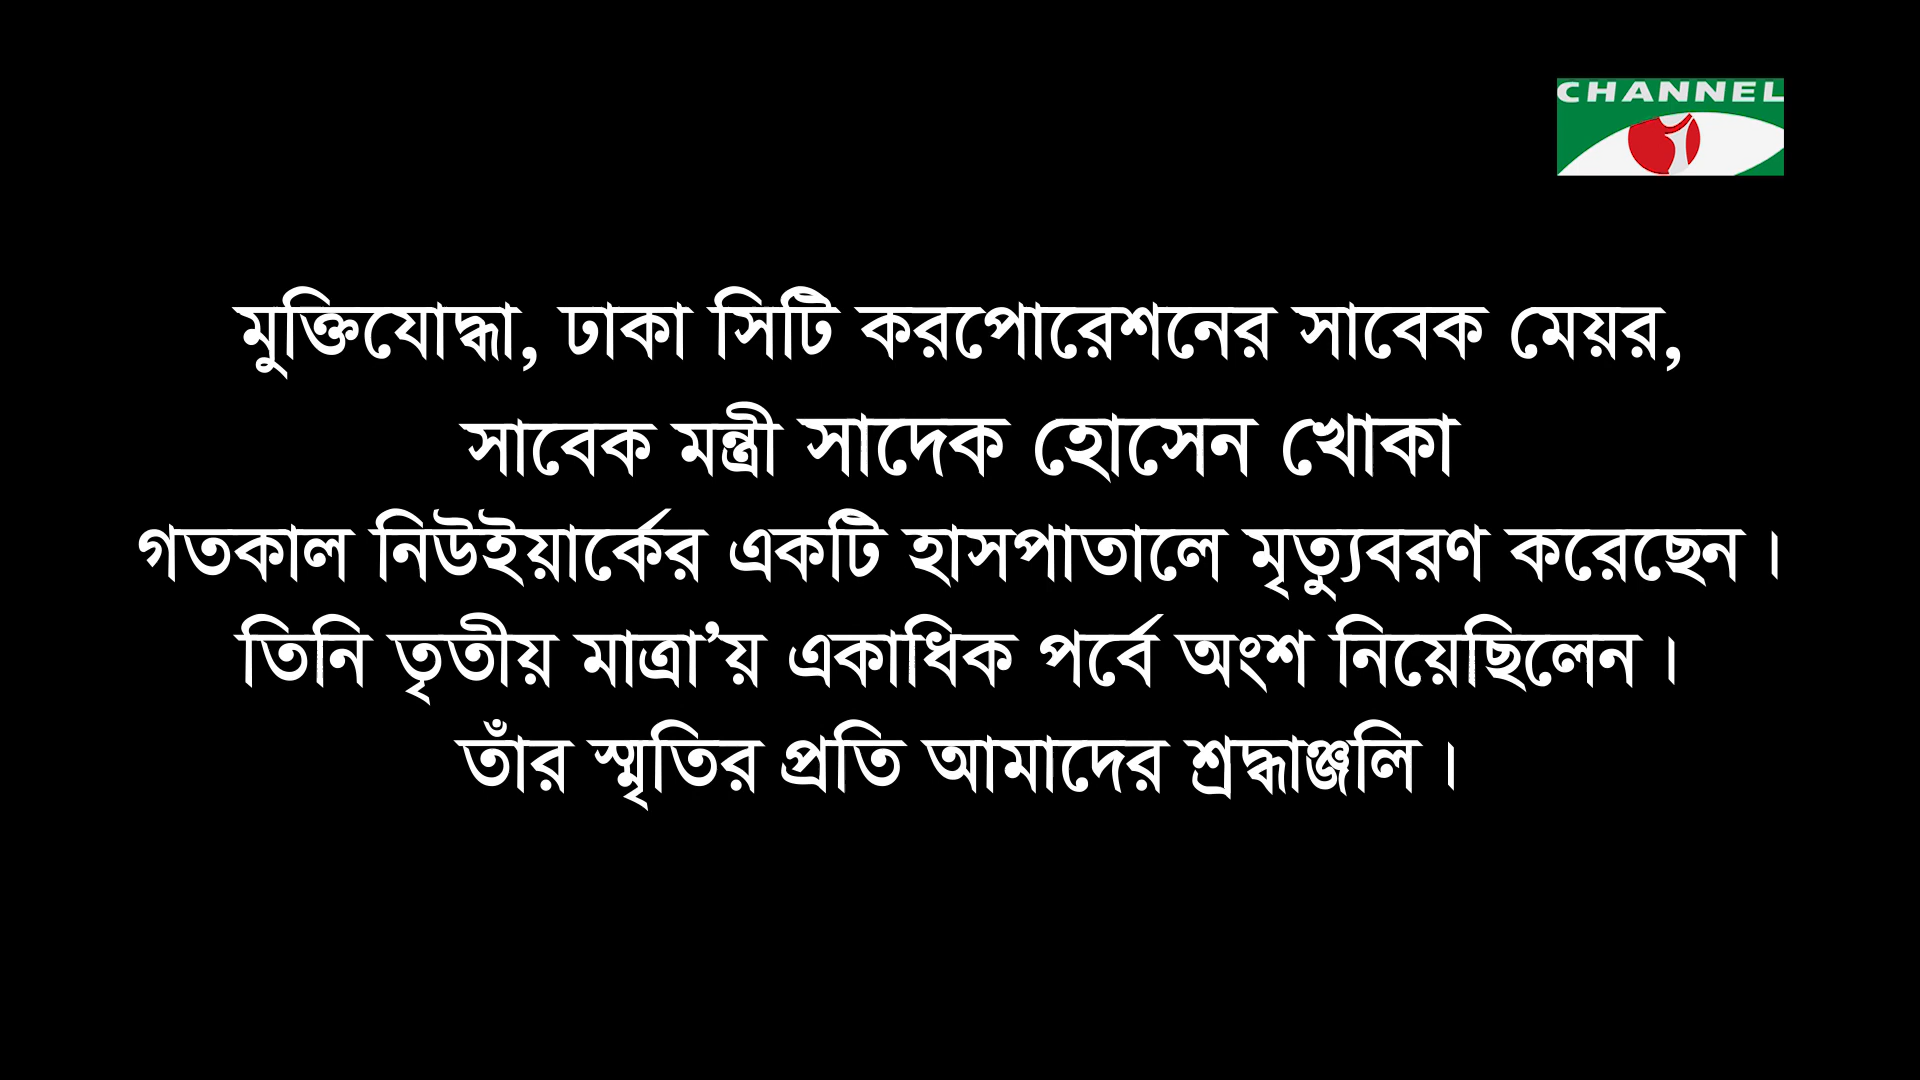 CHANNEL
মুক্তিযোদ্ধা, ঢাকা সিটি করপোরেশনের সাবেক মেয়র,
সাবেক মন্ত্রী সাদেক হোসেন খোকা
গতকাল নিউইয়ার্কের একটি হাসপাতালে মৃত্যুবরণ করেছেন।
তিনি তৃতীয় মাত্রা’য় একাধিক পর্বে অংশ নিয়েছিলেন।
তাঁর স্মৃতির প্রতি আমাদের শ্রদ্ধাঞ্জলি।